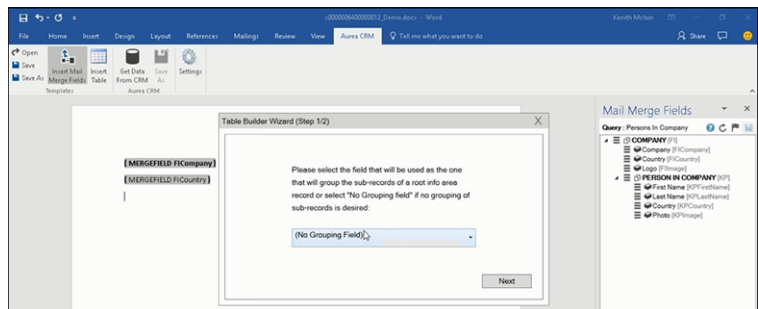 x0000006400000012_Demo.docx - Word
Kenith Mclain
File Home Insert Design Layout References Mailings Review View Aurea CRM Tell me what you want to do Share
Open
Save
Save As
Insert Mail Merge Fields
Insert Table
Get Data From CRM
Save As
Settings
Templates
Aurea CRM
Table Builder Wizard (Step 1/2) X
Please select the field that will be used as the one
that will group the sub-records of a root info area
record or select "No Grouping field" if no grouping of
sub-records is desired:
(No Grouping Field)
Next
{ MERGEFIELD FICompany }
{ MERGEFIELD FICountry }
Mail Merge Fields
Query : Persons In Company
COMPANY [FI]
Company [FICompany]
Country [FICountry]
Logo [FIImage]
PERSON IN COMPANY [KP]
First Name [KPFirstName]
Last Name [KPLastName]
Country [KPCountry]
Photo [KPImage]